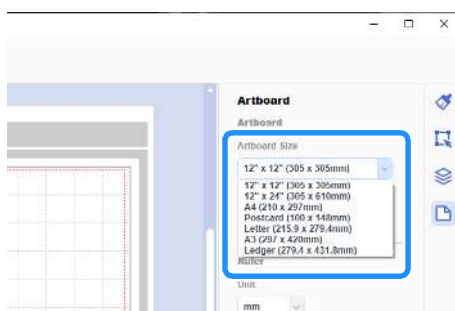 Artboard
Artboard
Artboard Size
12" x 12" (305 x 305mm)
12" x 12" (305 x 305mm)
12" x 24" (305 x 610mm)
A4 (210 x 297mm)
Postcard (100 x 148mm)
Letter (215.9 x 279.4mm)
A3 (297 x 420mm)
Ledger (279.4 x 431.8mm)
Ruler
Unit
mm